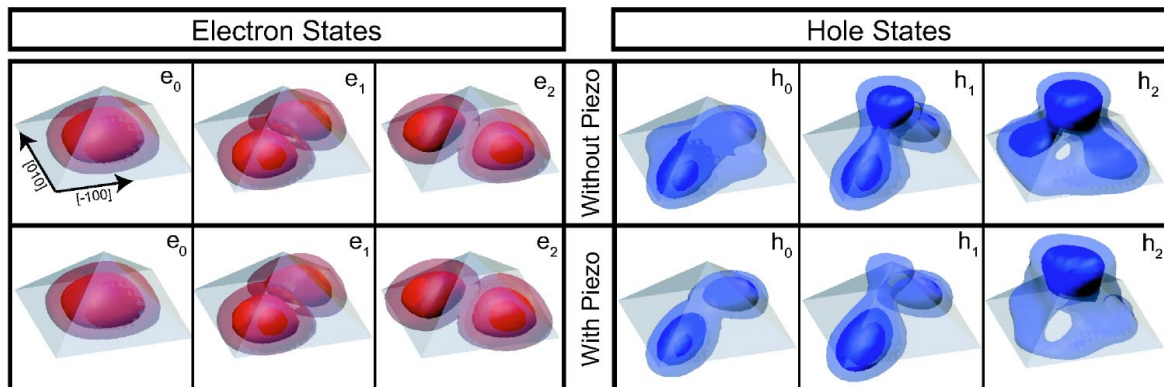 Electron States
Hole States
e0
e1
e2
Without Piezo
h0
h1
h2
[010]
[-100]
e0
e1
e2
With Piezo
h0
h1
h2